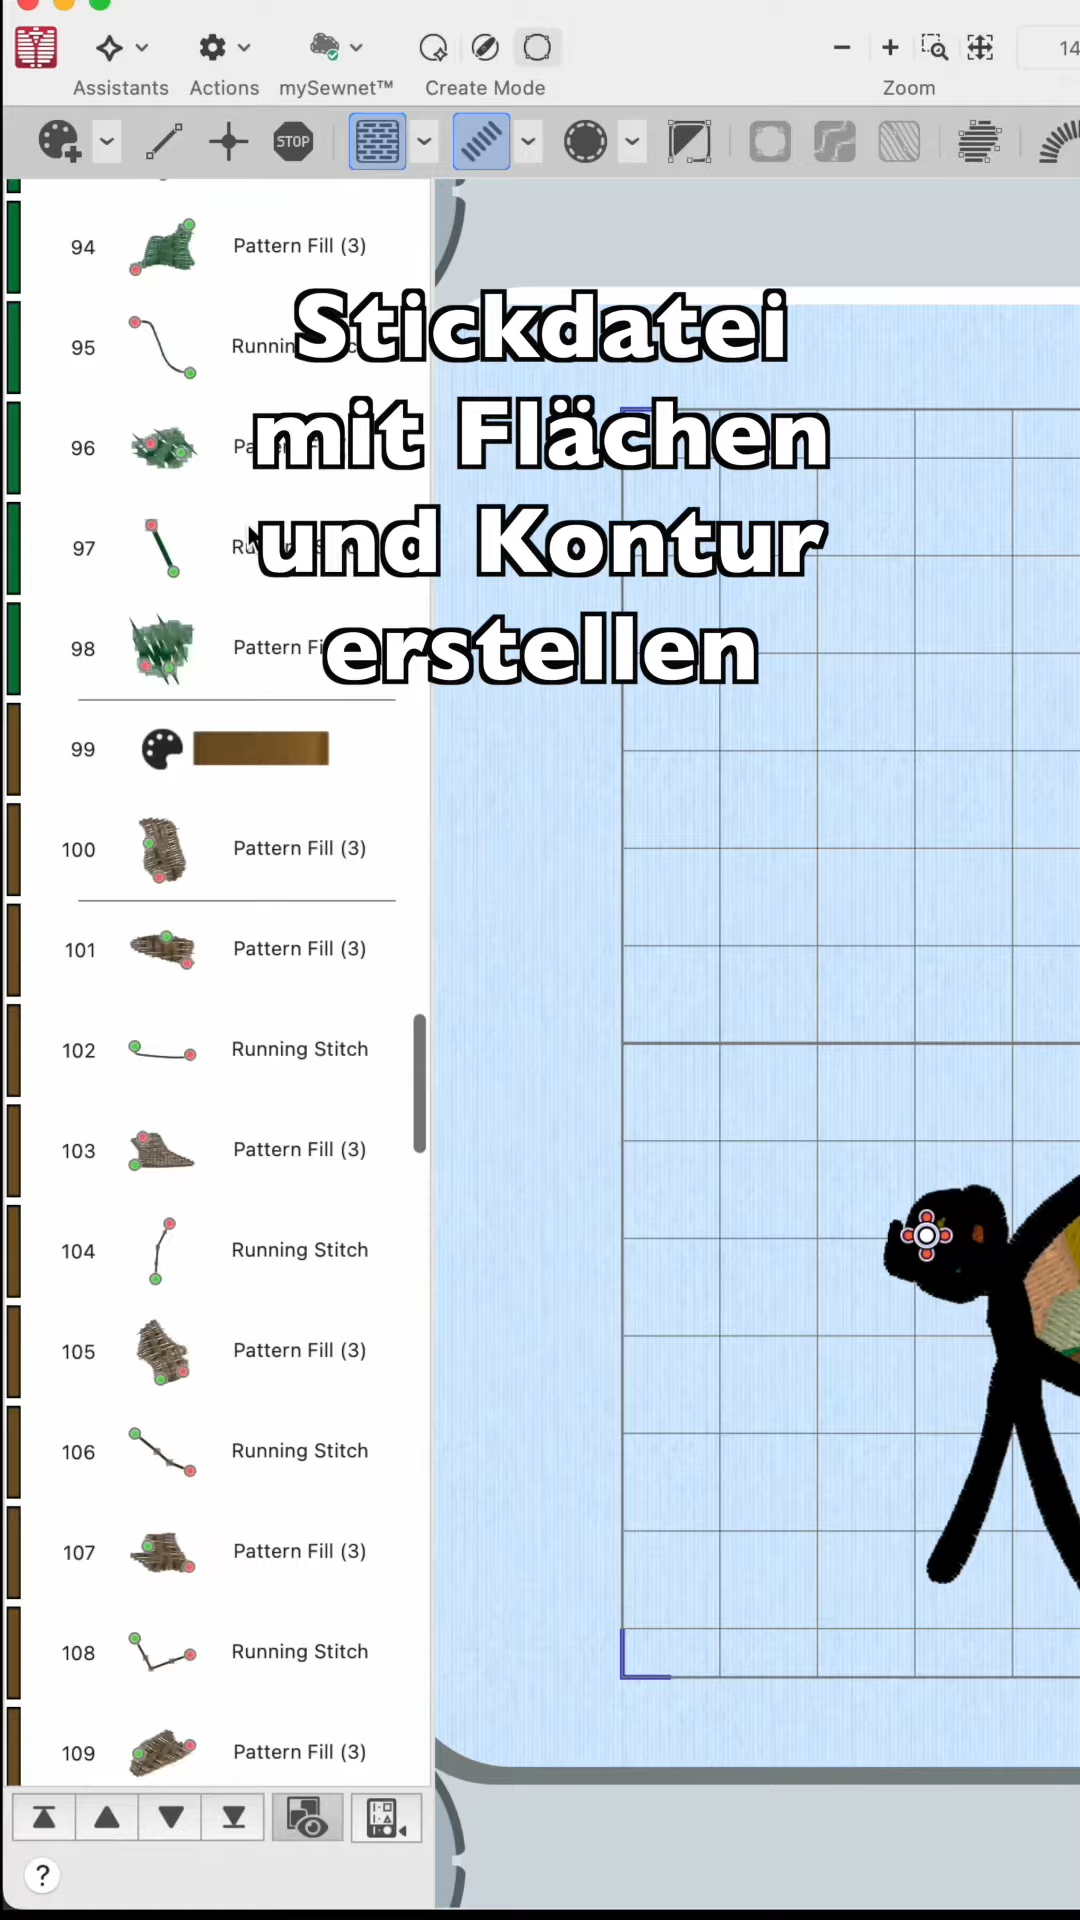 14
Assistants
Actions
mySewnet™
Create Mode
Zoom
STOP
94 Pattern Fill (3)
Stickdatei
mit Flächen
und Kontur
erstellen
95
96
97
98 Pattern
99
100 Pattern Fill (3)
101 Pattern Fill (3)
102 Running Stitch
103 Pattern Fill (3)
104 Running Stitch
105 Pattern Fill (3)
106 Running Stitch
107 Pattern Fill (3)
108 Running Stitch
109 Pattern Fill (3)
?